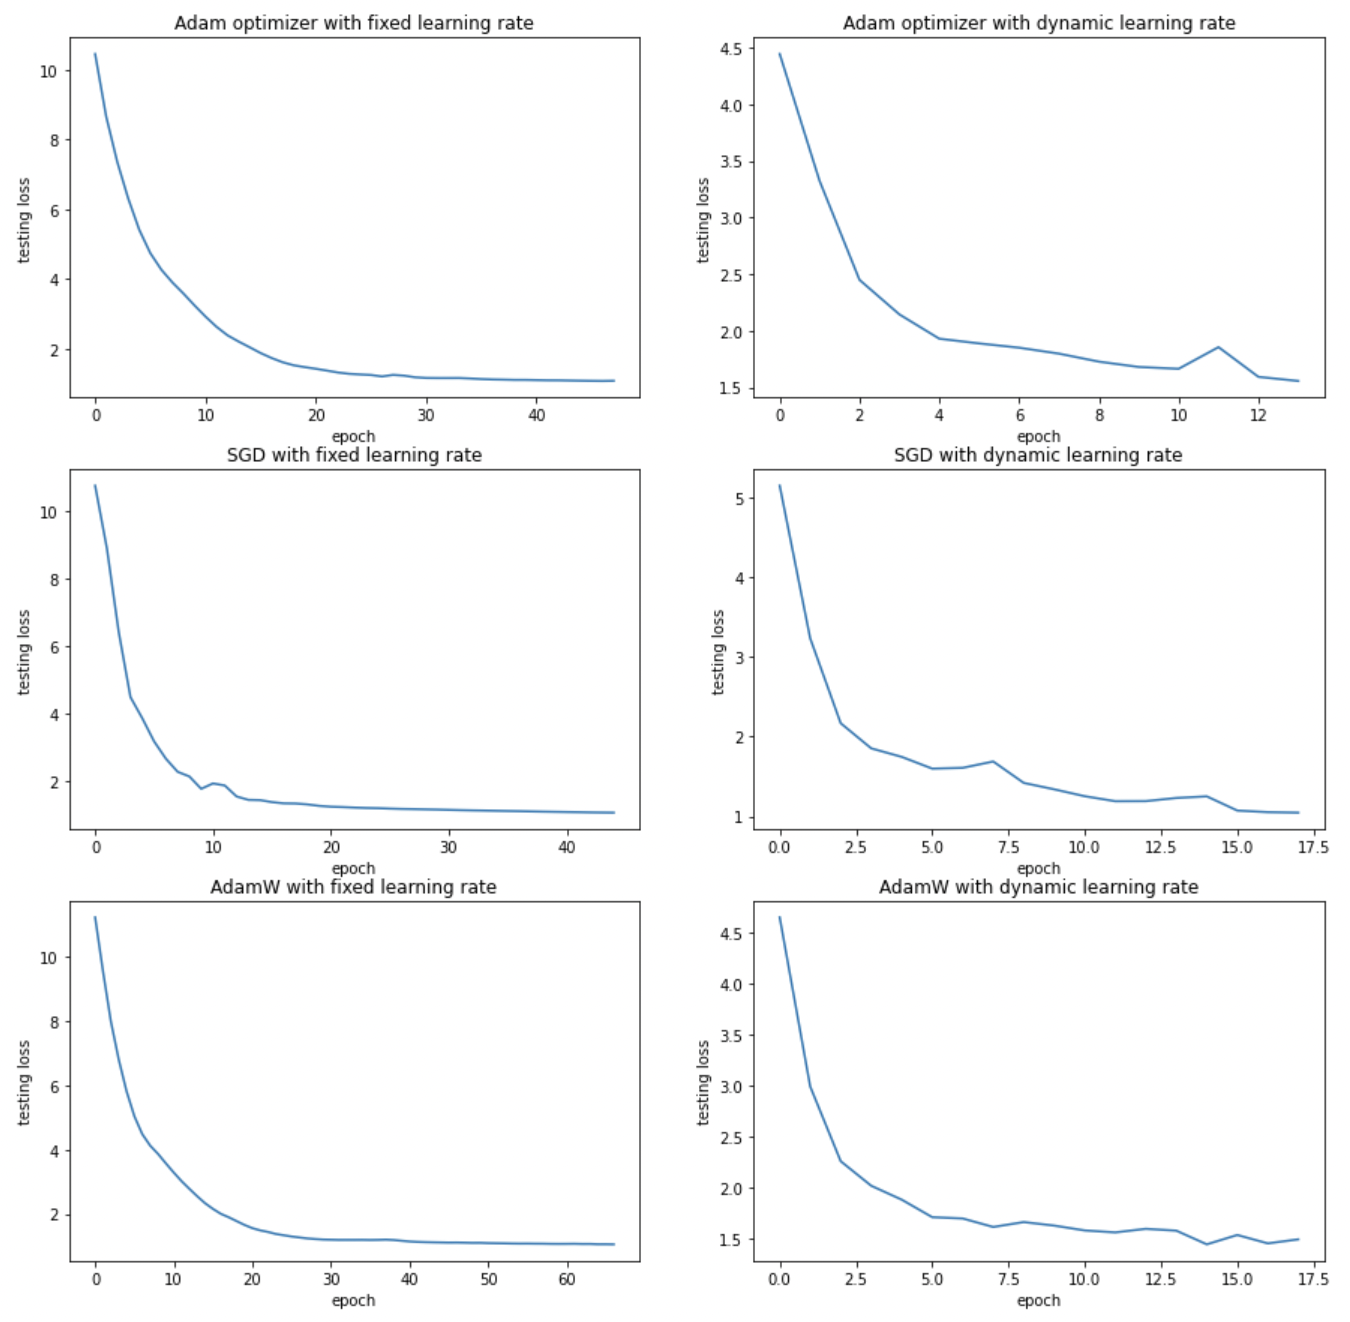 Adam optimizer with fixed learning rate
10
8
6
4
2
testing loss
0 10 20 30 40
epoch
Adam optimizer with dynamic learning rate
4.5
4.0
3.5
3.0
2.5
2.0
1.5
testing loss
0 2 4 6 8 10 12
epoch
SGD with fixed learning rate
10
8
6
4
2
testing loss
0 10 20 30 40
epoch
SGD with dynamic learning rate
5
4
3
2
1
testing loss
0.0 2.5 5.0 7.5 10.0 12.5 15.0 17.5
epoch
AdamW with fixed learning rate
10
8
6
4
2
testing loss
0 10 20 30 40 50 60
epoch
AdamW with dynamic learning rate
4.5
4.0
3.5
3.0
2.5
2.0
1.5
testing loss
0.0 2.5 5.0 7.5 10.0 12.5 15.0 17.5
epoch